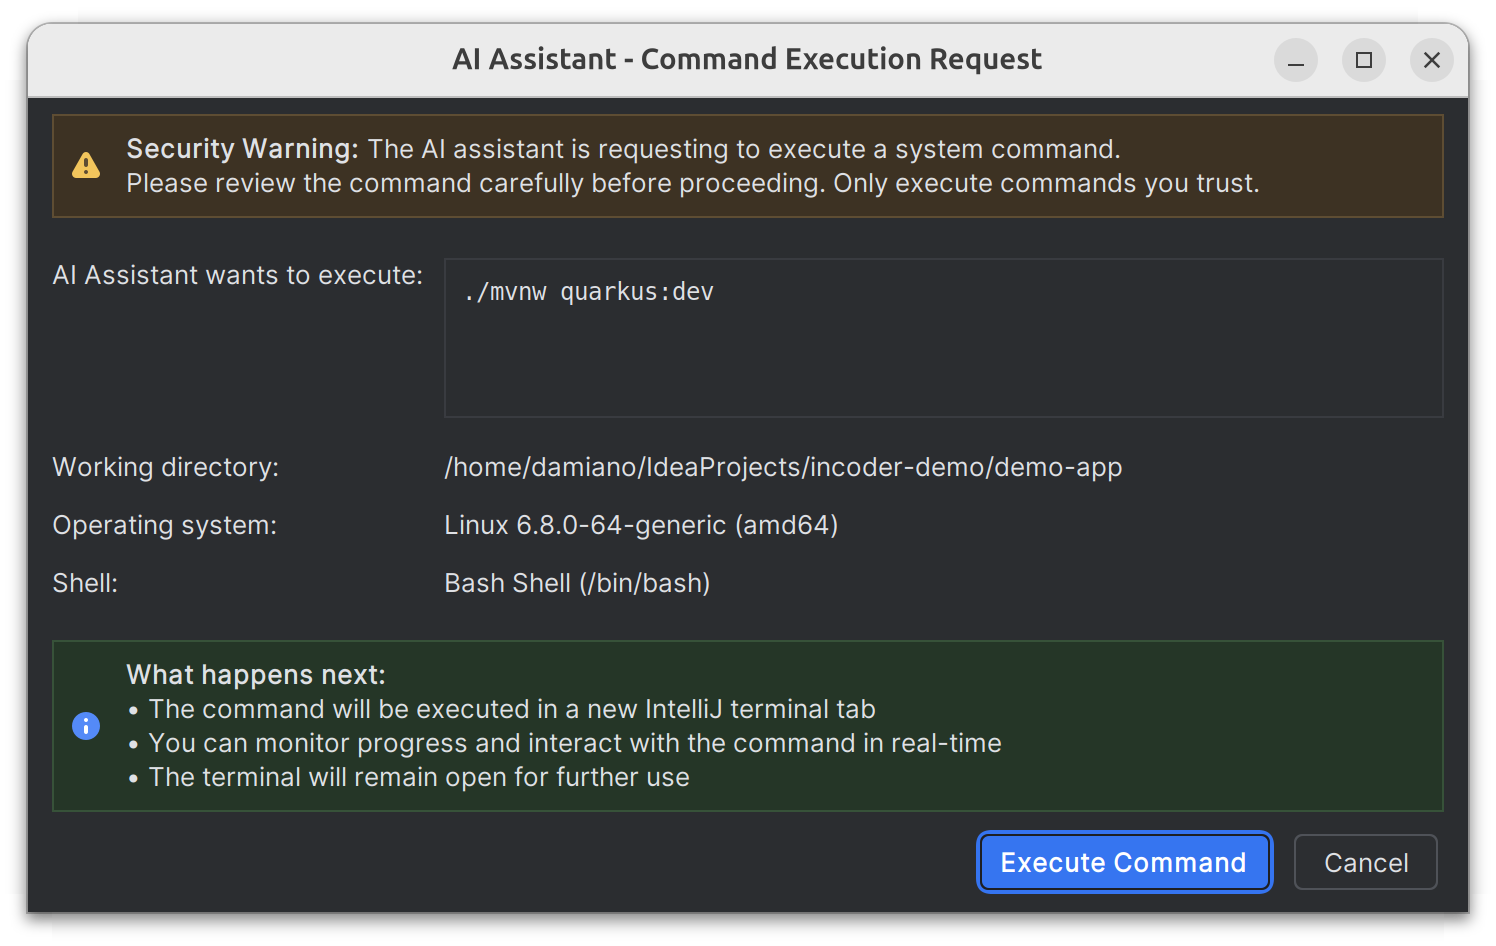 AI Assistant - Command Execution Request
Security Warning: The AI assistant is requesting to execute a system command.
Please review the command carefully before proceeding. Only execute commands you trust.
AI Assistant wants to execute:
./mvnw quarkus:dev
Working directory: /home/damiano/IdeaProjects/incoder-demo/demo-app
Operating system: Linux 6.8.0-64-generic (amd64)
Shell: Bash Shell (/bin/bash)
What happens next:
• The command will be executed in a new IntelliJ terminal tab
• You can monitor progress and interact with the command in real-time
• The terminal will remain open for further use
Execute Command Cancel